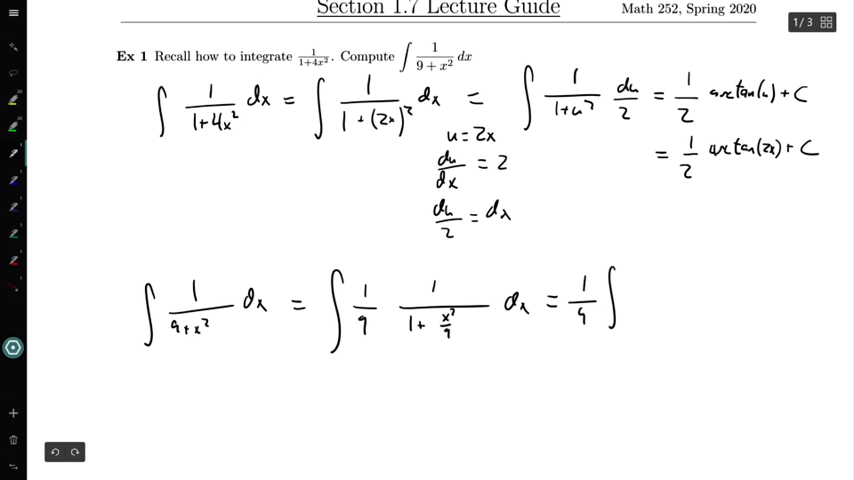 Section 1.7 Lecture Guide
Math 252, Spring 2020
1 / 3
Ex 1 Recall how to integrate 1/(1+4x²). Compute ∫ 1/(9 + x²) dx
∫ 1/(1+4x²) dx = ∫ 1/(1+(2x)²) dx = ∫ 1/(1+u²) du/2 = 1/2 arctan(u) + C
u = 2x
= 1/2 arctan(2x) + C
du/dx = 2
du/2 = dx
∫ 1/(9+x²) dx = ∫ 1/9 1/(1+ x²/9) dx = 1/9 ∫